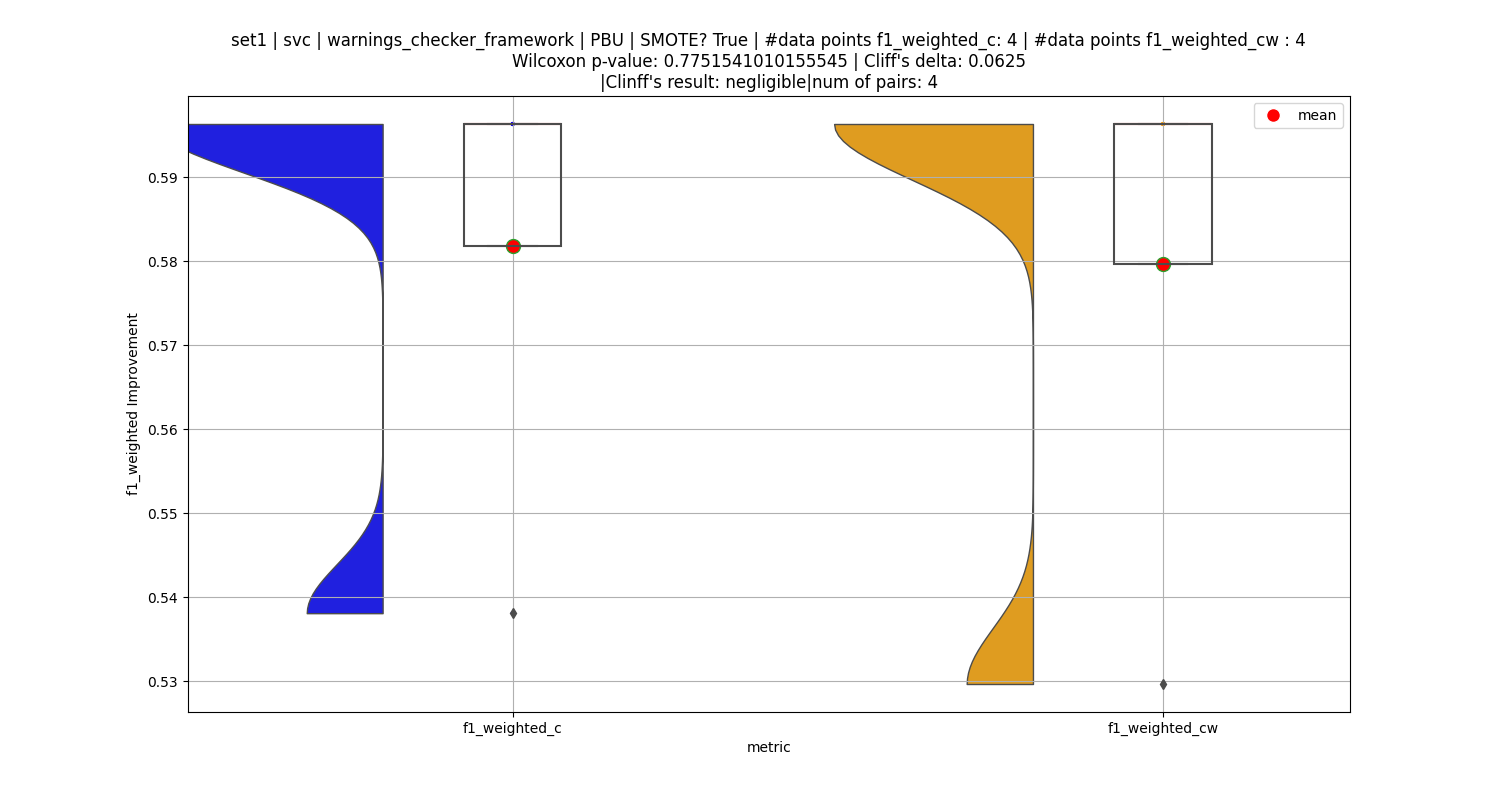 set1 | svc | warnings_checker_framework | PBU | SMOTE? True | #data points f1_weighted_c: 4 | #data points f1_weighted_cw : 4
Wilcoxon p-value: 0.7751541010155545 | Cliff's delta: 0.0625
|Clinff's result: negligible|num of pairs: 4
mean
0.59
0.58
0.57
0.56
0.55
0.54
0.53
f1_weighted Improvement
f1_weighted_c
f1_weighted_cw
metric